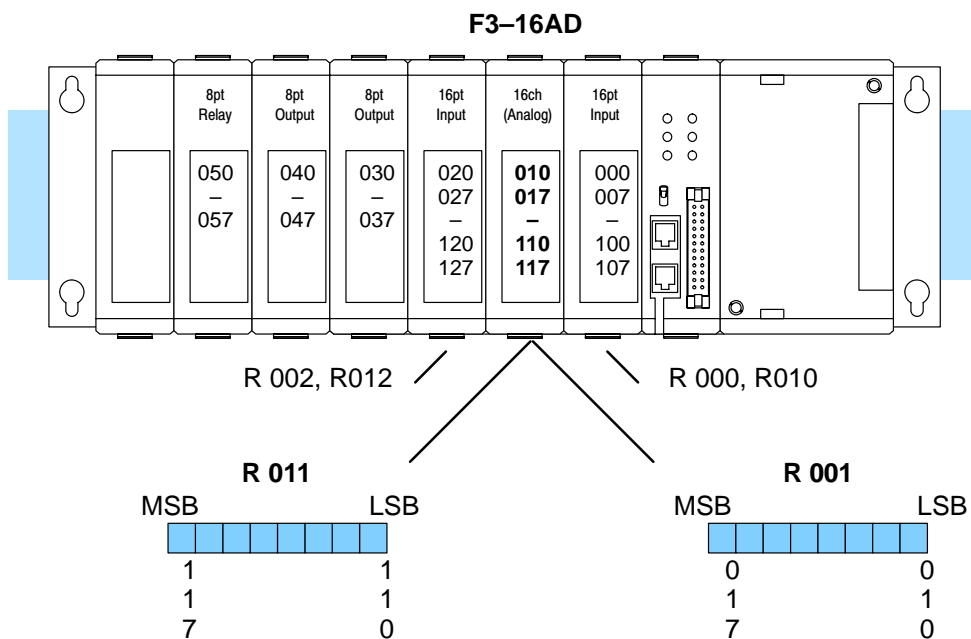 F3–16AD
8pt
Relay
8pt
Output
8pt
Output
16pt
Input
16ch
(Analog)
16pt
Input
050
–
057
040
–
047
030
–
037
020
027
–
120
127
010
017
–
110
117
000
007
–
100
107
R 002, R012
R 000, R010
R 011
MSB LSB
1 1
1 1
7 0
R 001
MSB LSB
0 0
1 1
7 0